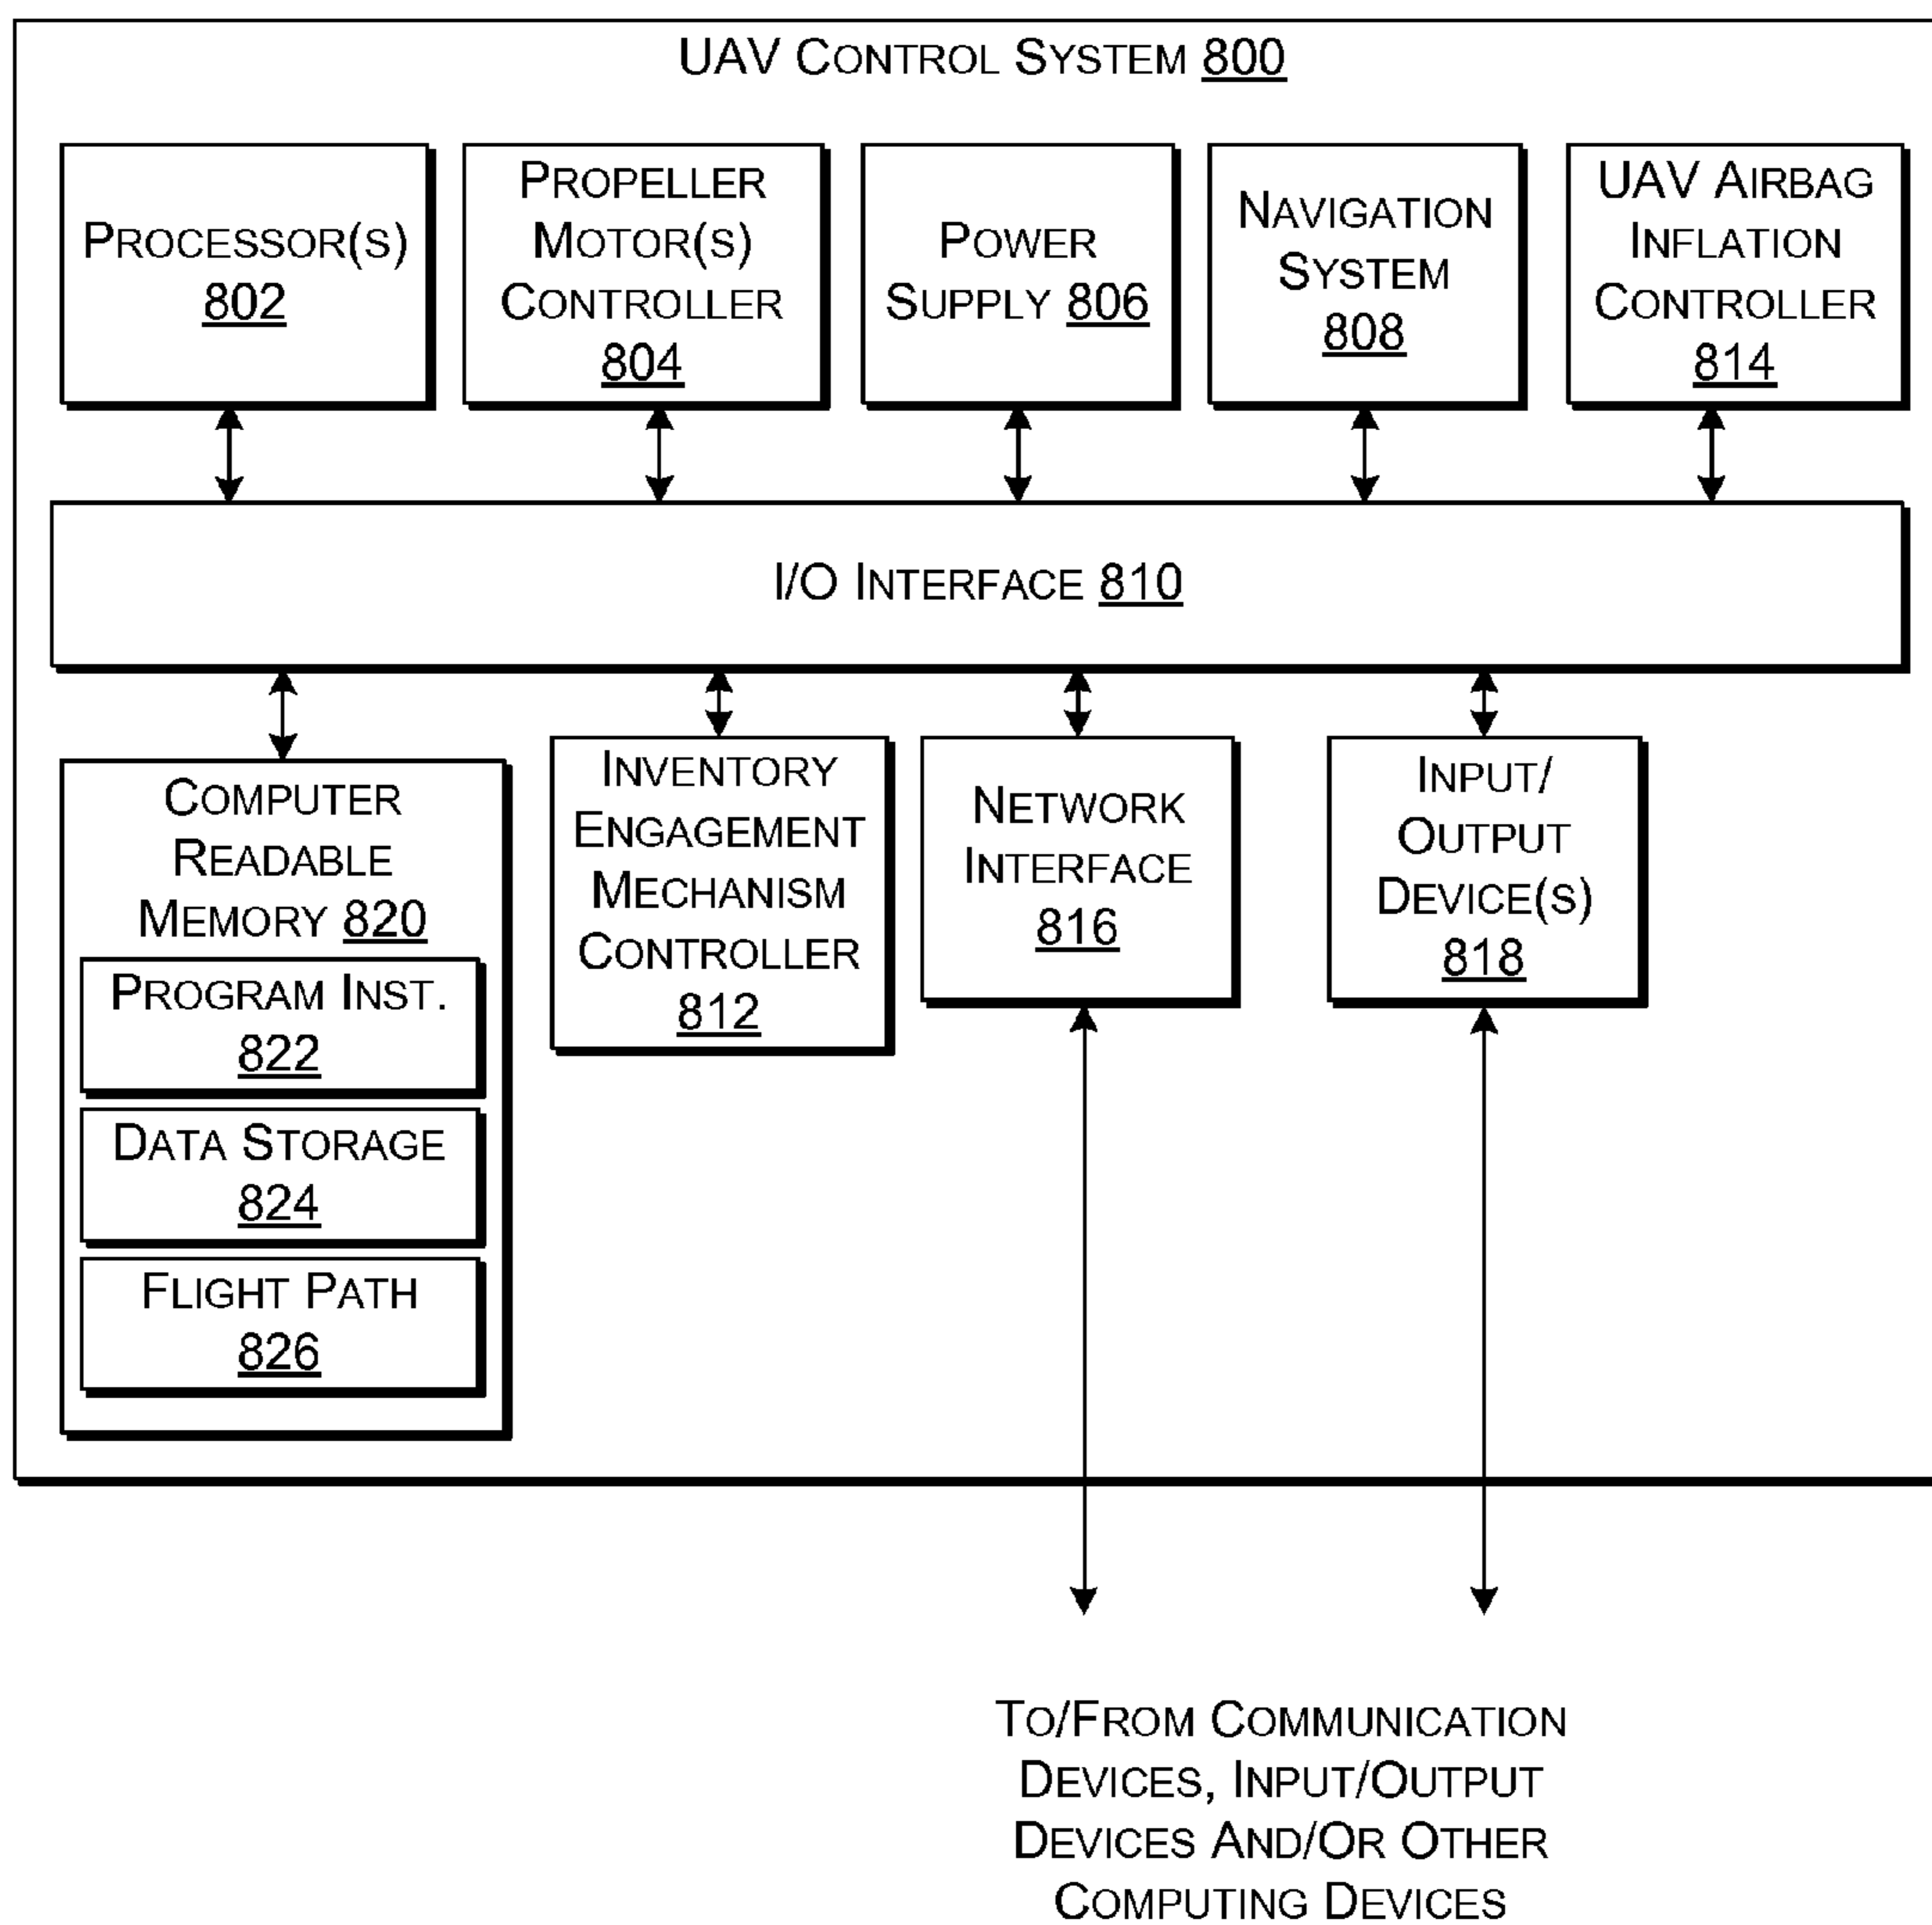 UAV CONTROL SYSTEM 800
PROCESSOR(S)
802
PROPELLER
MOTOR(S)
CONTROLLER
804
POWER
SUPPLY 806
NAVIGATION
SYSTEM
808
UAV AIRBAG
INFLATION
CONTROLLER
814
I/O INTERFACE 810
COMPUTER
READABLE
MEMORY 820
PROGRAM INST.
822
DATA STORAGE
824
FLIGHT PATH
826
INVENTORY
ENGAGEMENT
MECHANISM
CONTROLLER
812
NETWORK
INTERFACE
816
INPUT/
OUTPUT
DEVICE(S)
818
TO/FROM COMMUNICATION
DEVICES, INPUT/OUTPUT
DEVICES AND/OR OTHER
COMPUTING DEVICES